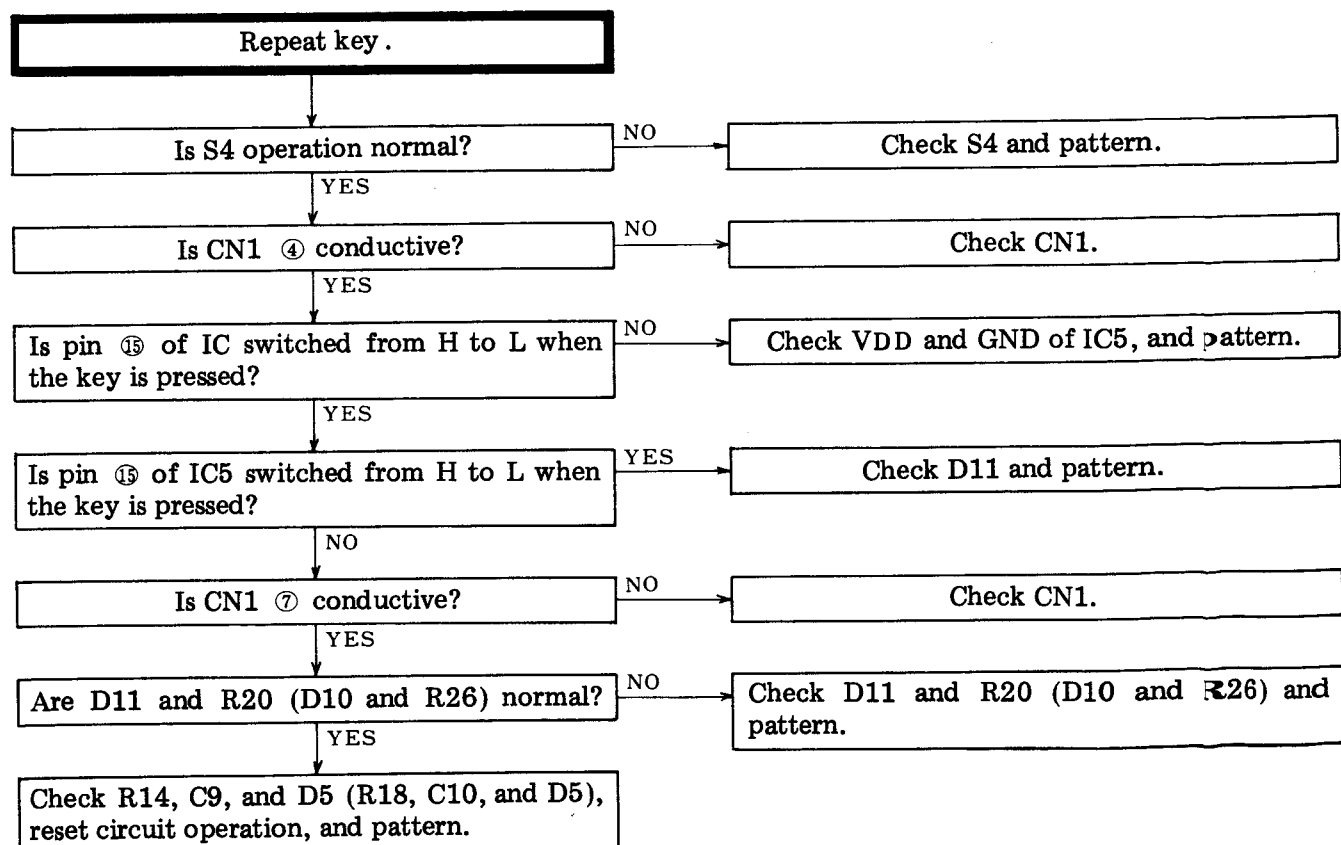 Repeat key.
Is S4 operation normal?
NO
Check S4 and pattern.
YES
Is CN1 ④ conductive?
NO
Check CN1.
YES
Is pin ⑮ of IC switched from H to L when
the key is pressed?
NO
Check VDD and GND of IC5, and pattern.
YES
Is pin ⑮ of IC5 switched from H to L when
the key is pressed?
YES
Check D11 and pattern.
NO
Is CN1 ⑦ conductive?
NO
Check CN1.
YES
Are D11 and R20 (D10 and R26) normal?
NO
Check D11 and R20 (D10 and R26) and
pattern.
YES
Check R14, C9, and D5 (R18, C10, and D5),
reset circuit operation, and pattern.